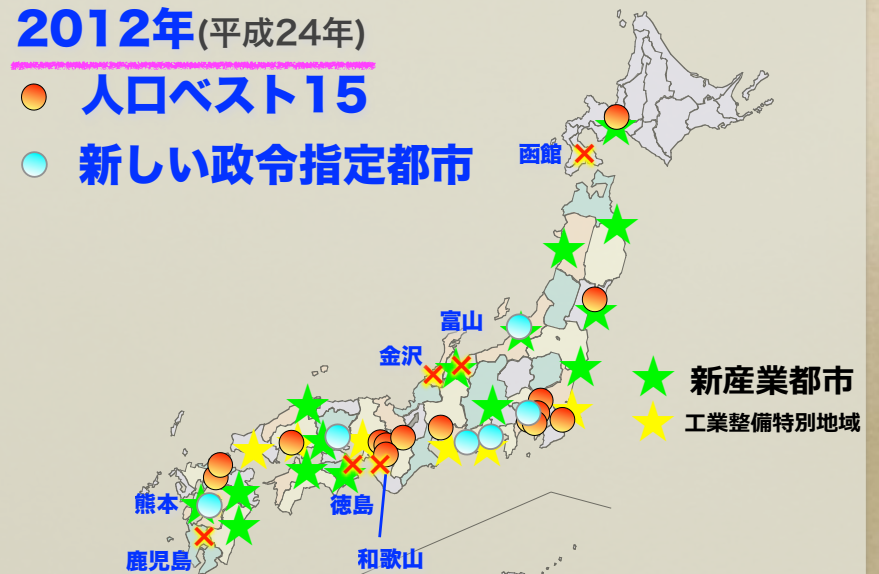 2012年(平成24年)
人口ベスト15
新しい政令指定都市
函館
富山
金沢
新産業都市
工業整備特別地域
熊本
徳島
鹿児島
和歌山